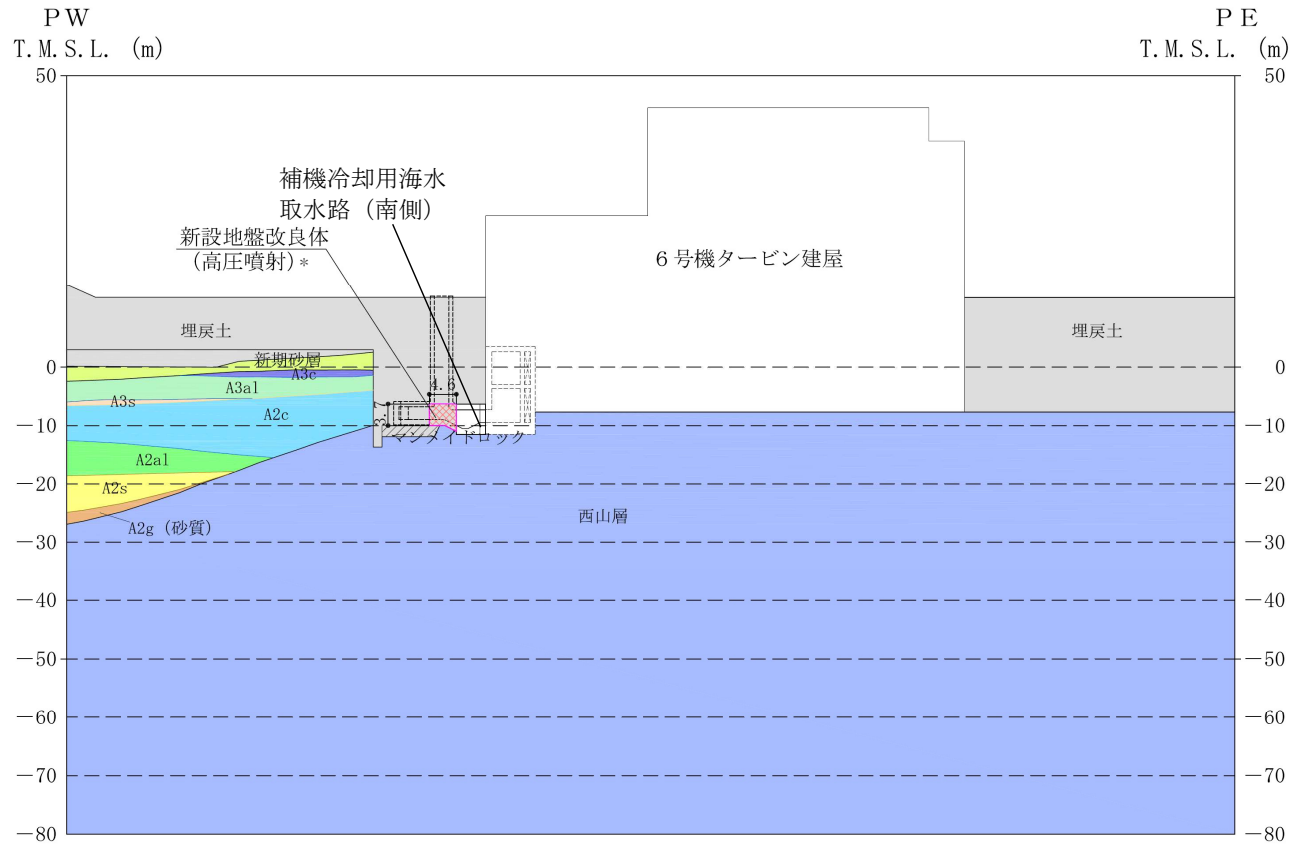 PW
PE
T.M.S.L. (m)
T.M.S.L. (m)
50
50
補機冷却用海水
取水路（南側）
新設地盤改良体
(高圧噴射)*
6号機タービン建屋
埋戻土
埋戻土
新期砂層
0
0
A3c
A3al
4.6
A3s
A2c
3.7
-10
-10
マンメイドロック
A2al
-20
-20
A2s
西山層
A2g (砂質)
-30
-30
-40
-40
-50
-50
-60
-60
-70
-70
-80
-80